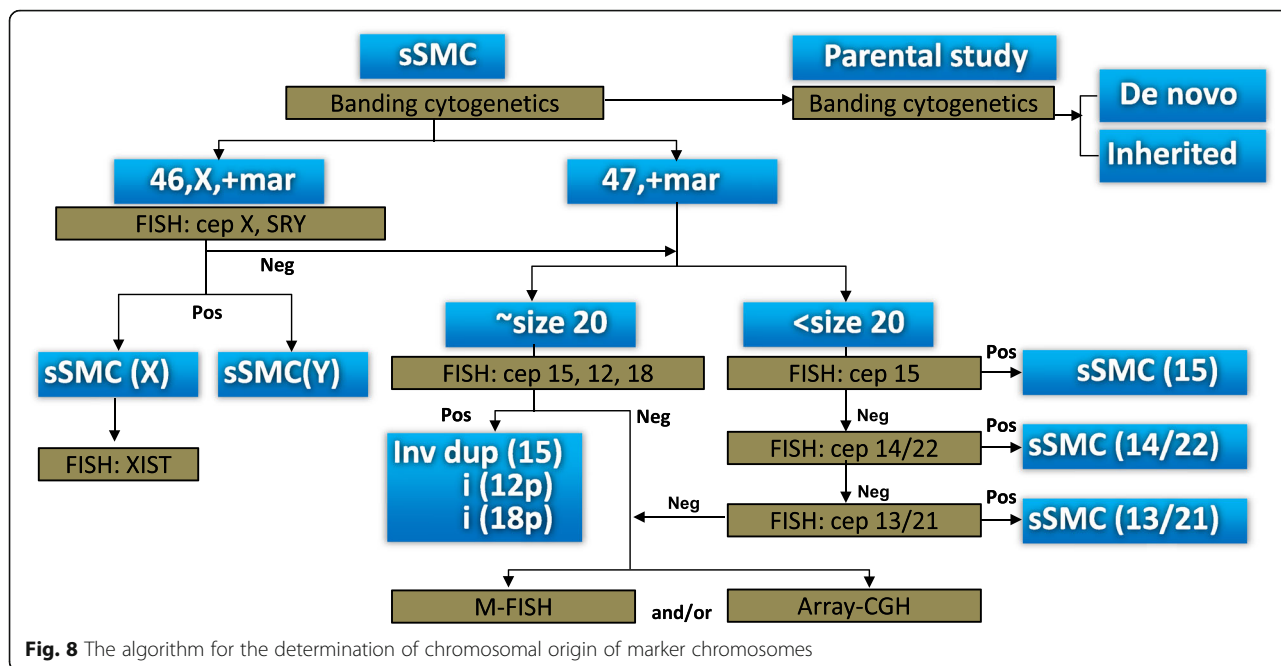 sSMC
Parental study
Banding cytogenetics
Banding cytogenetics
De novo
Inherited
46,X,+mar
47,+mar
FISH: cep X, SRY
Neg
Pos
~size 20
<size 20
sSMC (X)
sSMC(Y)
FISH: cep 15, 12, 18
FISH: cep 15
Pos
sSMC (15)
Pos
Neg
Neg
FISH: XIST
Inv dup (15)
i (12p)
i (18p)
FISH: cep 14/22
Pos
sSMC (14/22)
Neg
Neg
FISH: cep 13/21
Pos
sSMC (13/21)
M-FISH
and/or
Array-CGH
Fig. 8 The algorithm for the determination of chromosomal origin of marker chromosomes